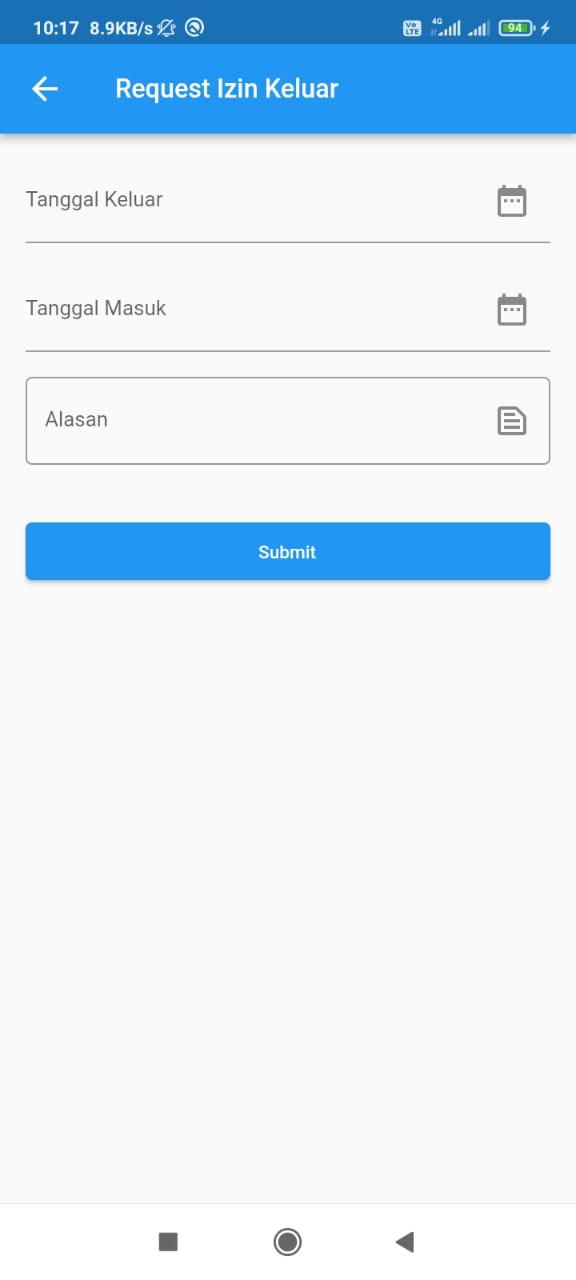 10:17 8.9KB/s Vo LTE 4G 94
Request Izin Keluar
Tanggal Keluar
Tanggal Masuk
Alasan
Submit